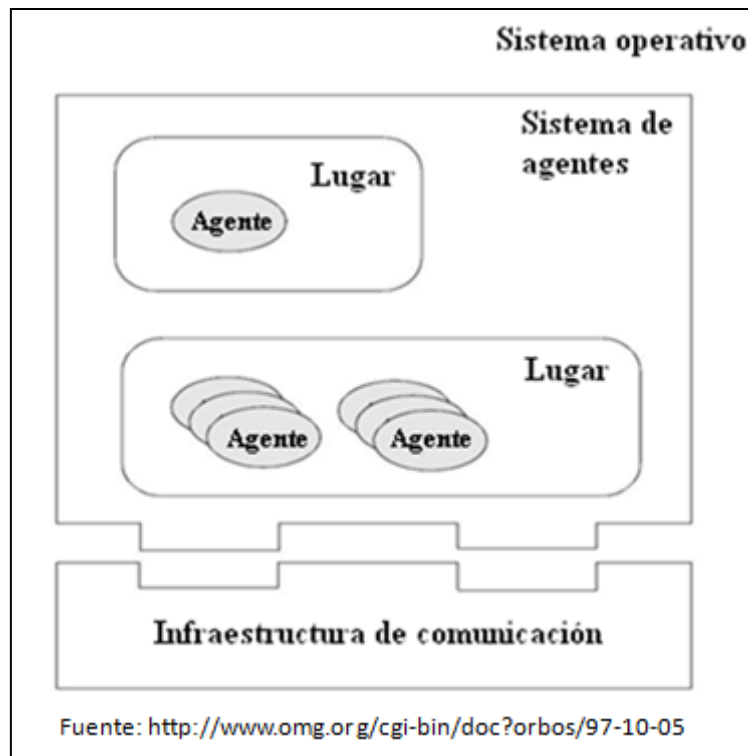 Sistema operativo
Sistema de
agentes
Lugar
Agente
Lugar
Agente
Agente
Infraestructura de comunicación
Fuente: http://www.omg.org/cgi-bin/doc?orbos/97-10-05